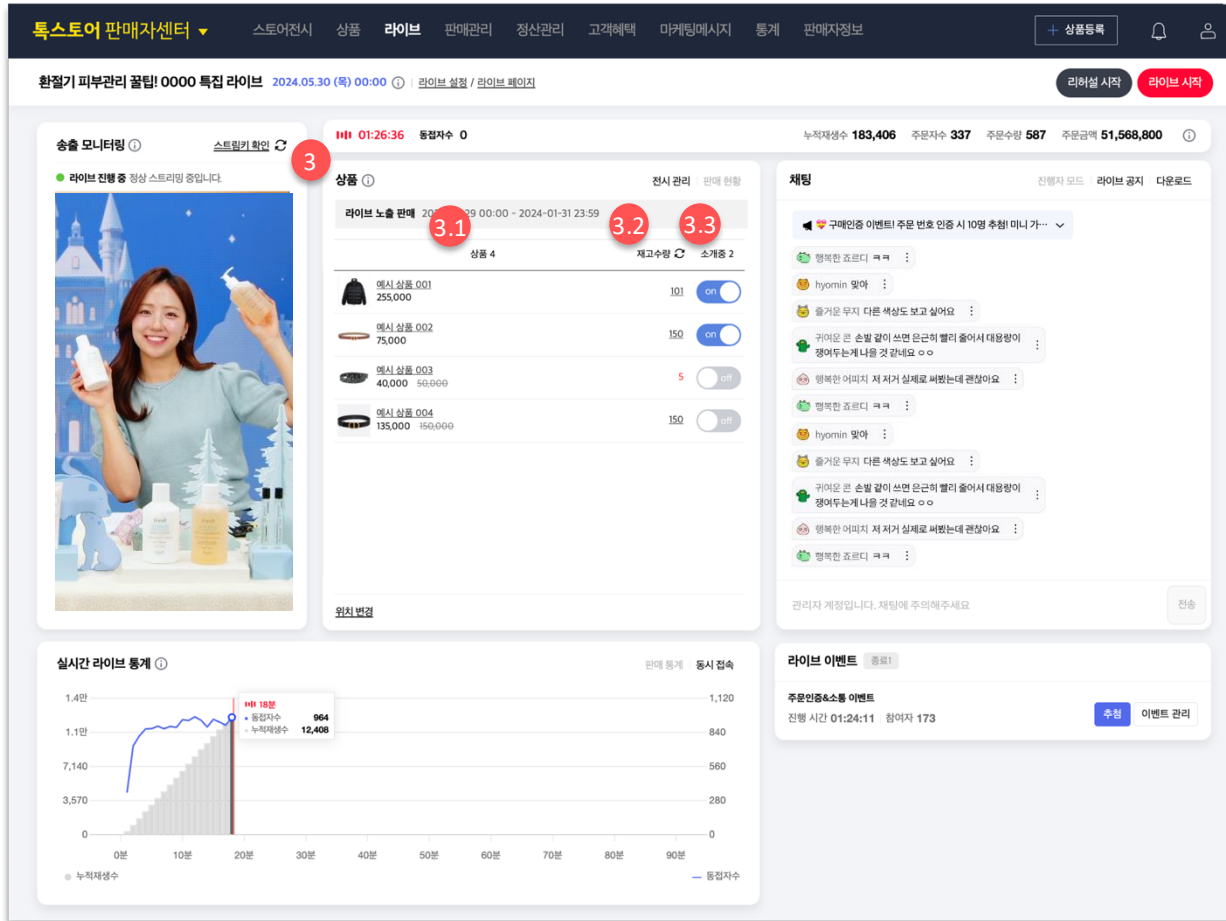 톡스토어 판매자센터 ▼ 스토어전시 상품 라이브 판매관리 정산관리 고객혜택 마케팅메시지 통계 판매자정보 + 상품등록
환절기 피부관리 꿀팁! 0000 특집 라이브 2024.05.30 (목) 00:00 라이브 설정 / 라이브 페이지 리허설 시작 라이브 시작
송출 모니터링 스트림키 확인
라이브 진행 중 정상 스트리밍 중입니다.
01:26:36 동접자수 0 누적재생수 183,406 주문자수 337 주문수량 587 주문금액 51,568,800
3
상품 전시 관리 판매 현황
라이브 노출 판매 29 00:00 - 2024-01-31 23:59
3.1 3.2 3.3
상품 4 재고수량 소개중 2
예시 상품 001
255,000
101 on
예시 상품 002
75,000
150 on
예시 상품 003
40,000 50,000
5 off
예시 상품 004
135,000 150,000
150 off
위치 변경
채팅 진행자 모드 라이브 공지 다운로드
구매인증 이벤트! 주문 번호 인증 시 10명 추첨! 미니 가···
행복한 죠르디 ㅋㅋ
hyomin 맞아
즐거운 무지 다른 색상도 보고 싶어요
귀여운 콘 손발 같이 쓰면 은근히 빨리 줄어서 대용량이
쟁여두는게 나을 것 같네요 ㅇㅇ
행복한 어피치 저 저거 실제로 써봤는데 괜찮아요
행복한 죠르디 ㅋㅋ
hyomin 맞아
즐거운 무지 다른 색상도 보고 싶어요
귀여운 콘 손발 같이 쓰면 은근히 빨리 줄어서 대용량이
쟁여두는게 나을 것 같네요 ㅇㅇ
행복한 어피치 저 저거 실제로 써봤는데 괜찮아요
행복한 죠르디 ㅋㅋ
관리자 계정입니다. 채팅에 주의해주세요 전송
실시간 라이브 통계 판매 통계 동시 접속
1.4만 1,120
1.1만 840
7,140 560
3,570 280
0 0
18분
동접자수 964
누적재생수 12,408
0분 10분 20분 30분 40분 50분 60분 70분 80분 90분
누적재생수 동접자수
라이브 이벤트 종료1
주문인증&소통 이벤트
진행 시간 01:24:11 참여자 173
추첨 이벤트 관리